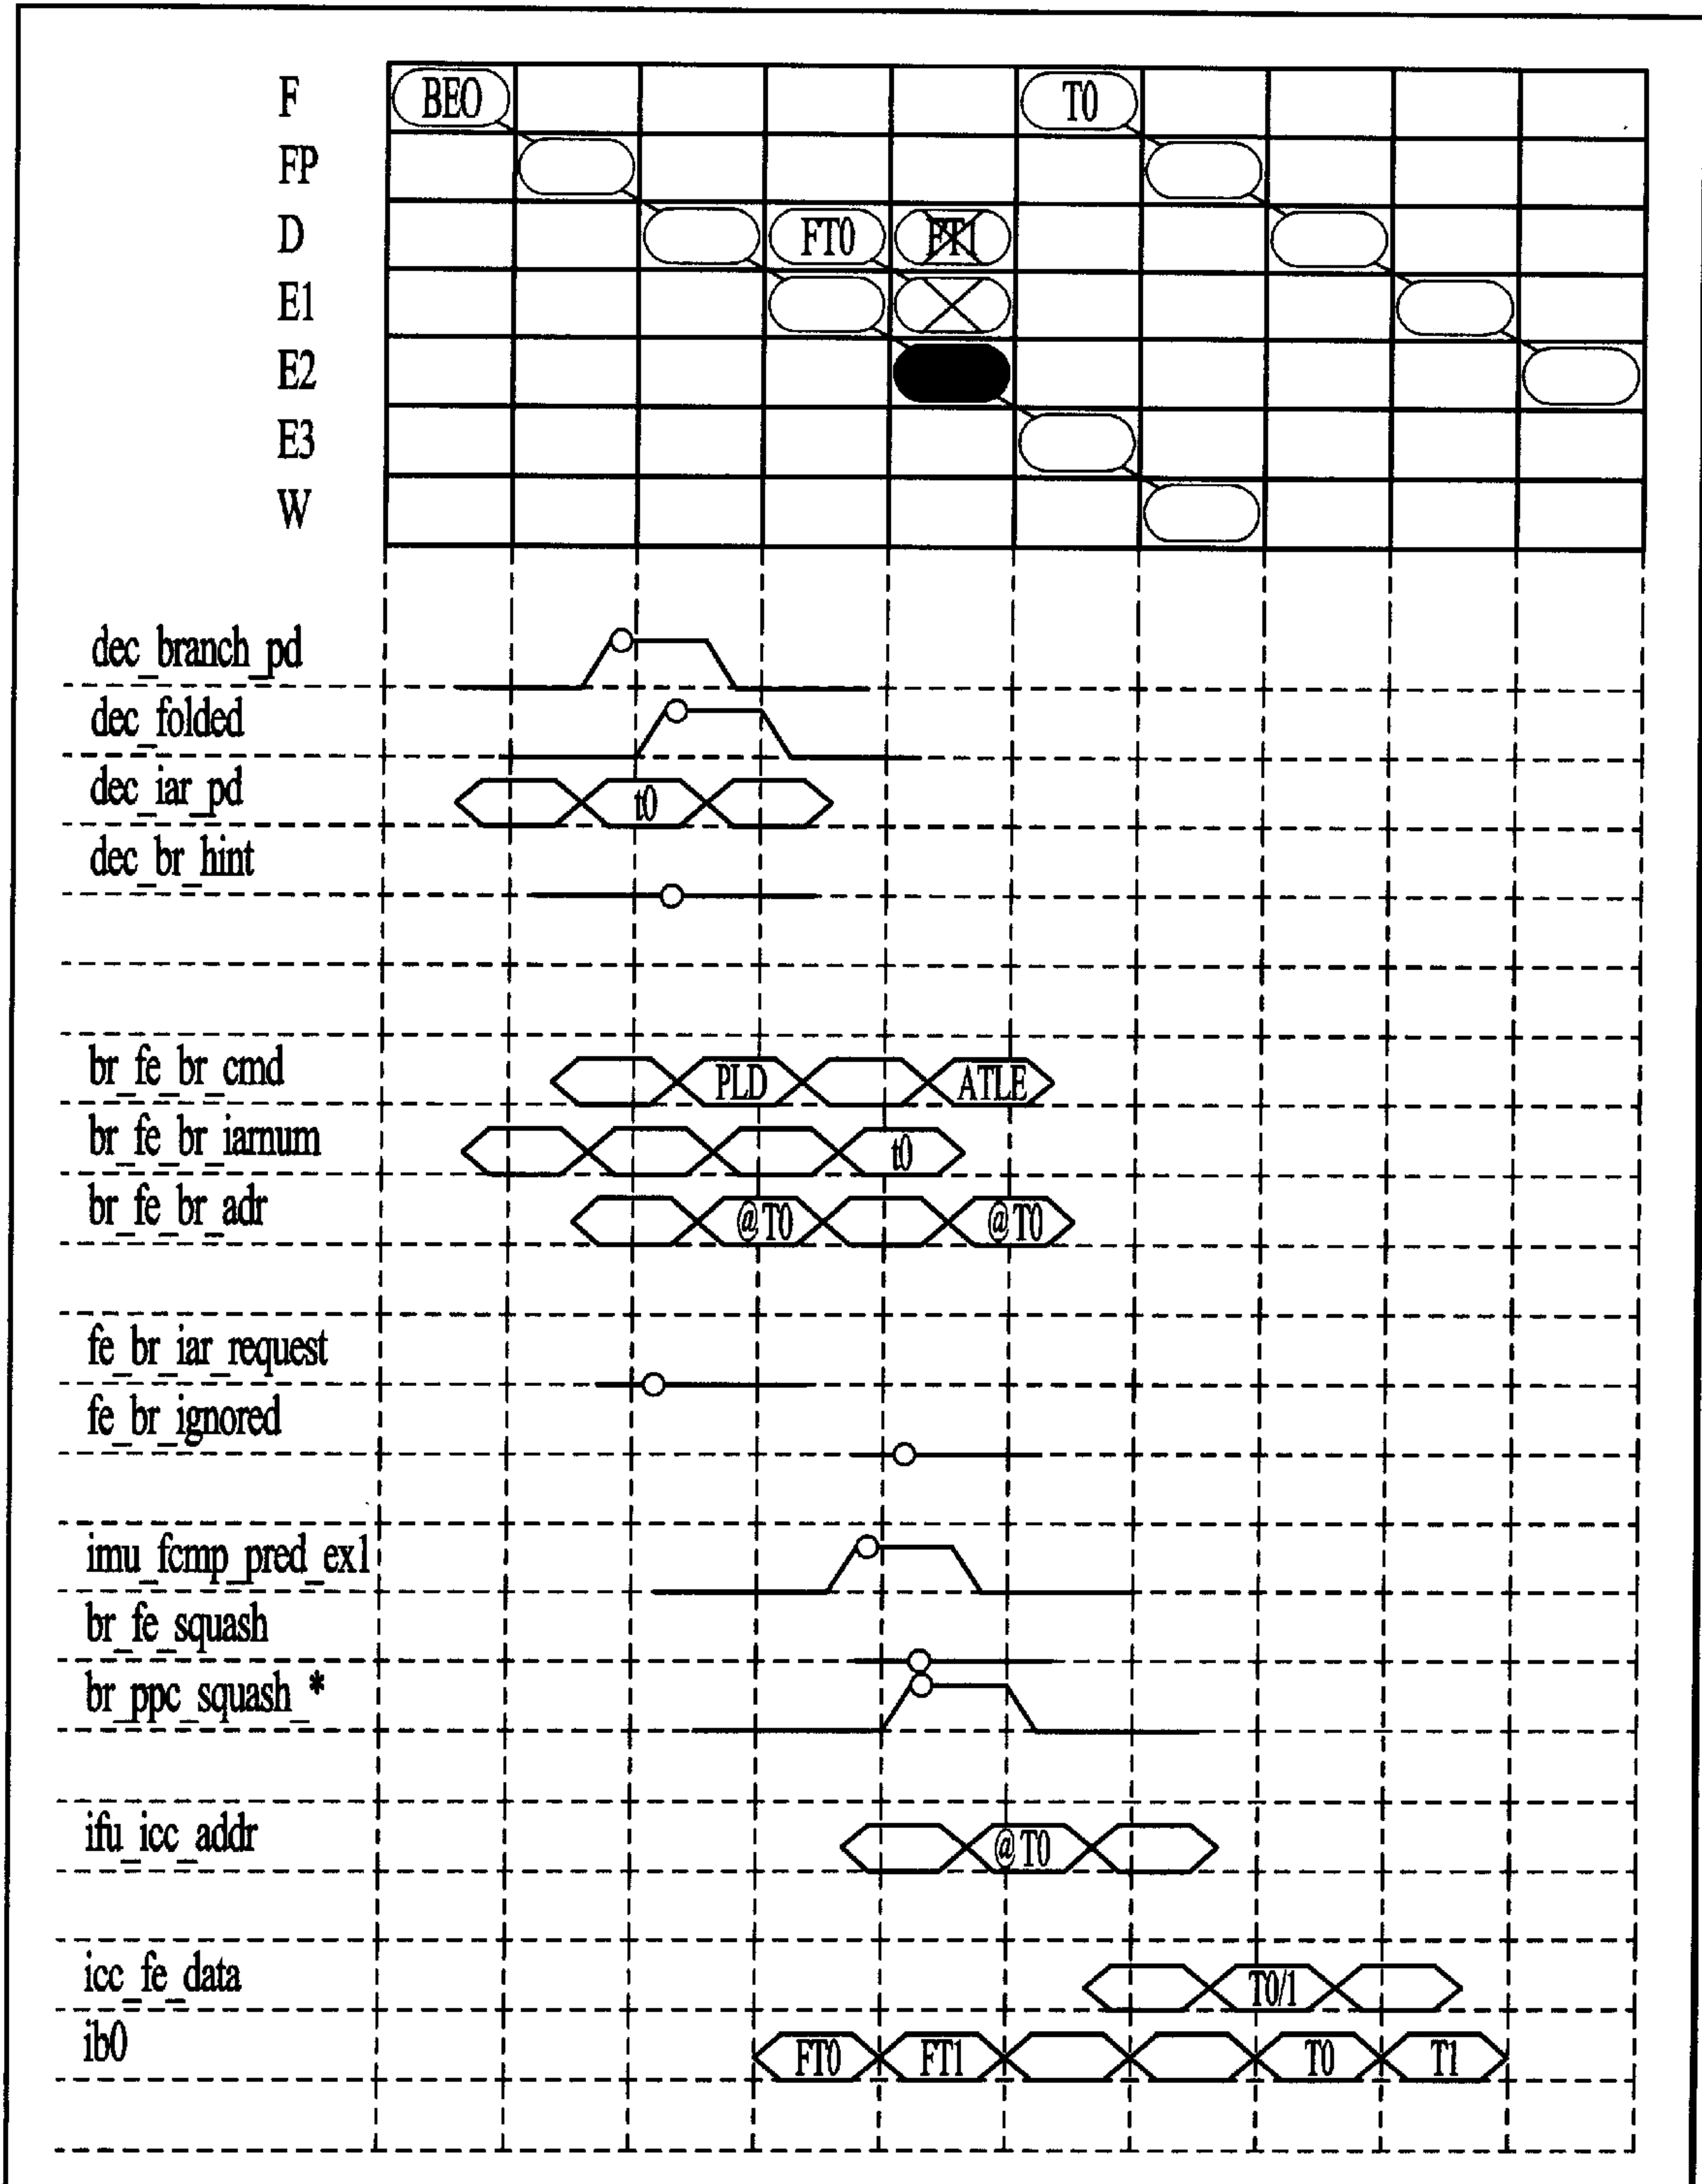 F BEO T0
FP
D FT0 FT1
E1
E2
E3
W
dec_branch_pd
dec_folded
dec_iar_pd t0
dec_br_hint
br_fe_br_cmd PLD ATLE
br_fe_br_iarnum t0
br_fe_br_adr @T0 @T0
fe_br_iar_request
fe_br_ignored
imu_fcmp_pred_ex1
br_fe_squash
br_ppc_squash_*
ifu_icc_addr @T0
icc_fe_data T0/1
ib0 FT0 FT1 T0 T1